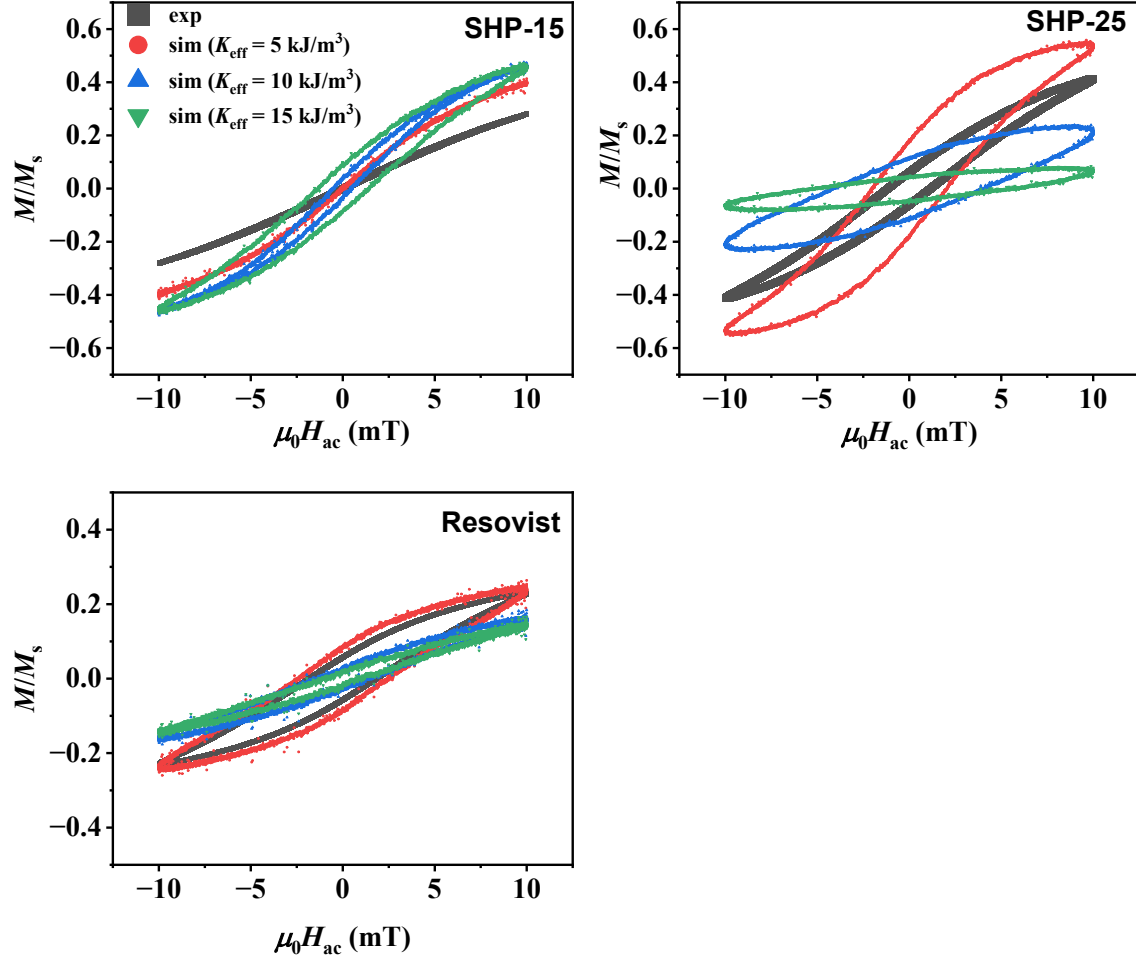 SHP-15
exp
sim (Keff = 5 kJ/m³)
sim (Keff = 10 kJ/m³)
sim (Keff = 15 kJ/m³)
0.6
0.4
0.2
0.0
−0.2
−0.4
−0.6
M/Ms
−10 −5 0 5 10
μ0Hac (mT)
SHP-25
0.6
0.4
0.2
0.0
−0.2
−0.4
−0.6
M/Ms
−10 −5 0 5 10
μ0Hac (mT)
Resovist
0.4
0.2
0.0
−0.2
−0.4
M/Ms
−10 −5 0 5 10
μ0Hac (mT)